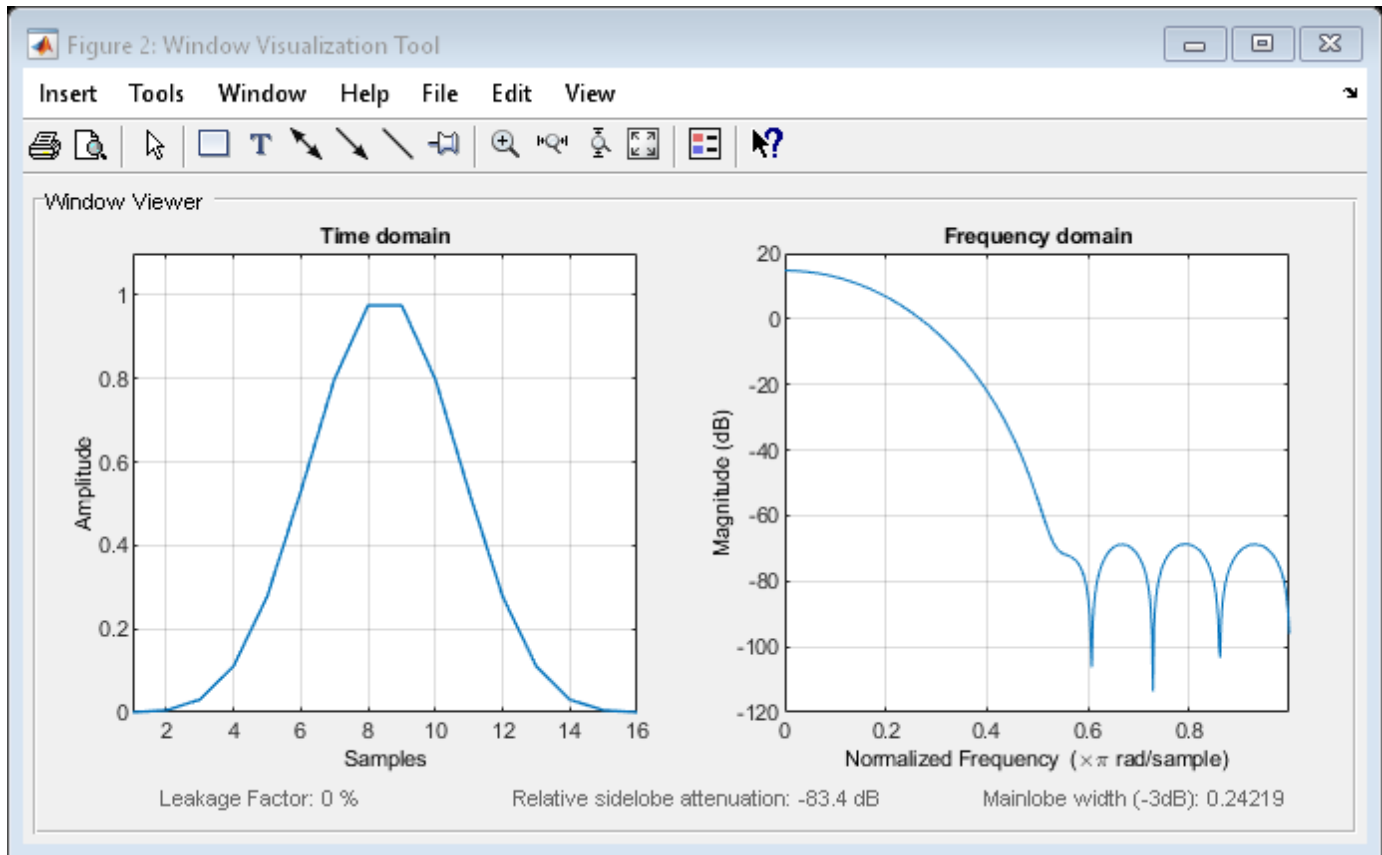 Figure 2: Window Visualization Tool
Insert Tools Window Help File Edit View
T ?
Window Viewer
Time domain
1
0.8
0.6
0.4
0.2
0
Amplitude
2 4 6 8 10 12 14 16
Samples
Frequency domain
20
0
-20
-40
-60
-80
-100
-120
Magnitude (dB)
0 0.2 0.4 0.6 0.8
Normalized Frequency (×π rad/sample)
Leakage Factor: 0 % Relative sidelobe attenuation: -83.4 dB Mainlobe width (-3dB): 0.24219